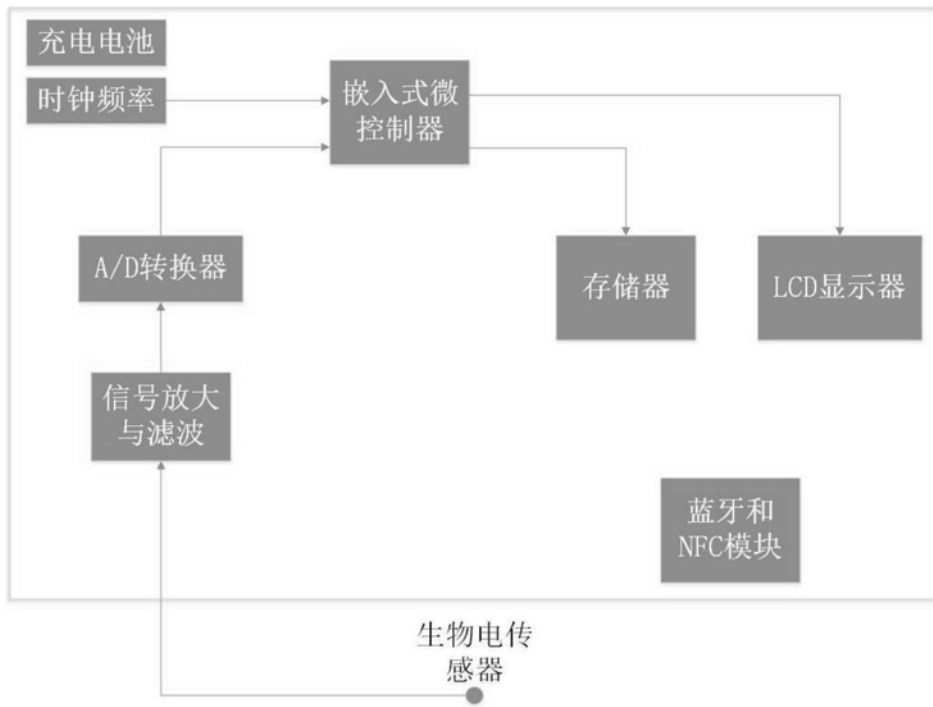 充电电池
时钟频率
嵌入式微
控制器
A/D转换器
存储器
LCD显示器
信号放大
与滤波
蓝牙和
NFC模块
生物电传
感器